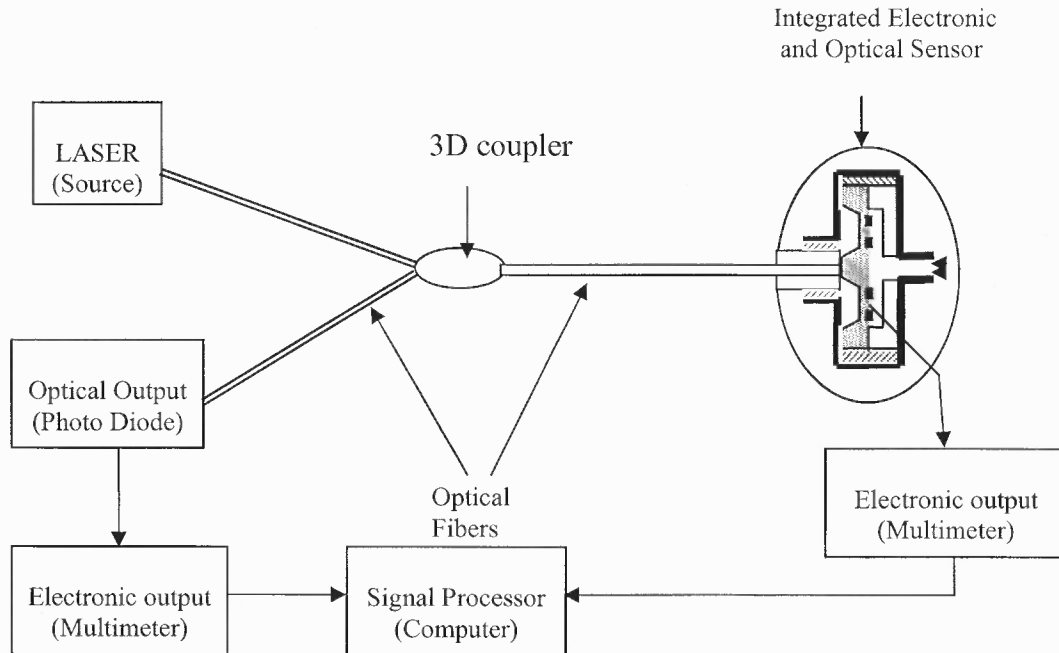 Integrated Electronic
and Optical Sensor
LASER
(Source)
3D coupler
Optical Output
(Photo Diode)
Optical
Fibers
Electronic output
(Multimeter)
Electronic output
(Multimeter)
Signal Processor
(Computer)